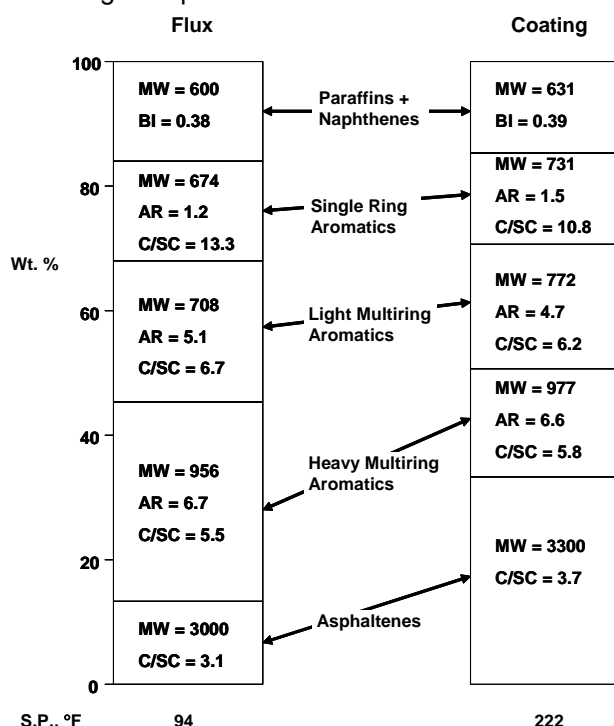 Flux
Coating
100
MW = 600
BI = 0.38
Paraffins +
Naphthenes
MW = 631
BI = 0.39
80
MW = 674
AR = 1.2
C/SC = 13.3
Single Ring
Aromatics
MW = 731
AR = 1.5
C/SC = 10.8
Wt. %
60
MW = 708
AR = 5.1
C/SC = 6.7
Light Multiring
Aromatics
MW = 772
AR = 4.7
C/SC = 6.2
40
MW = 956
AR = 6.7
C/SC = 5.5
Heavy Multiring
Aromatics
MW = 977
AR = 6.6
C/SC = 5.8
20
MW = 3000
C/SC = 3.1
Asphaltenes
MW = 3300
C/SC = 3.7
0
S.P., °F 94 222